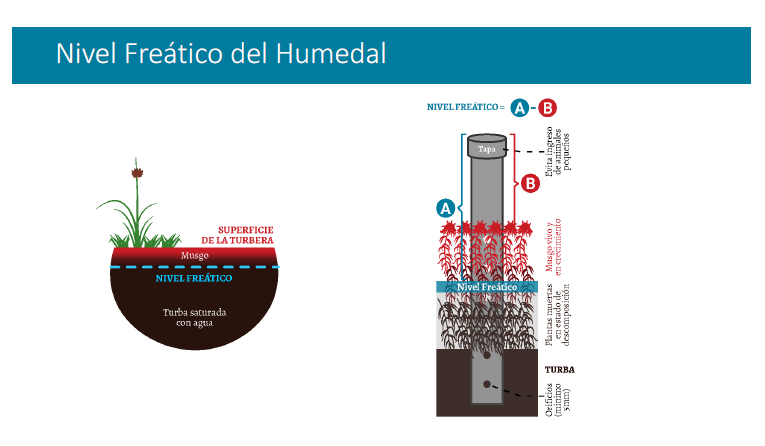 Nivel Freático del Humedal
NIVEL FREÁTICO = A - B
SUPERFICIE
DE LA TURBERA
Musgo
NIVEL FREÁTICO
Turba saturada
con agua
Tapa
Evita ingreso
de animales
pequeños
B
A
Musgo vivo y
en crecimiento
Nivel Freático
Plantas muertas
en estado de
descomposición
TURBA
Orificios
(mínimo
5mm)